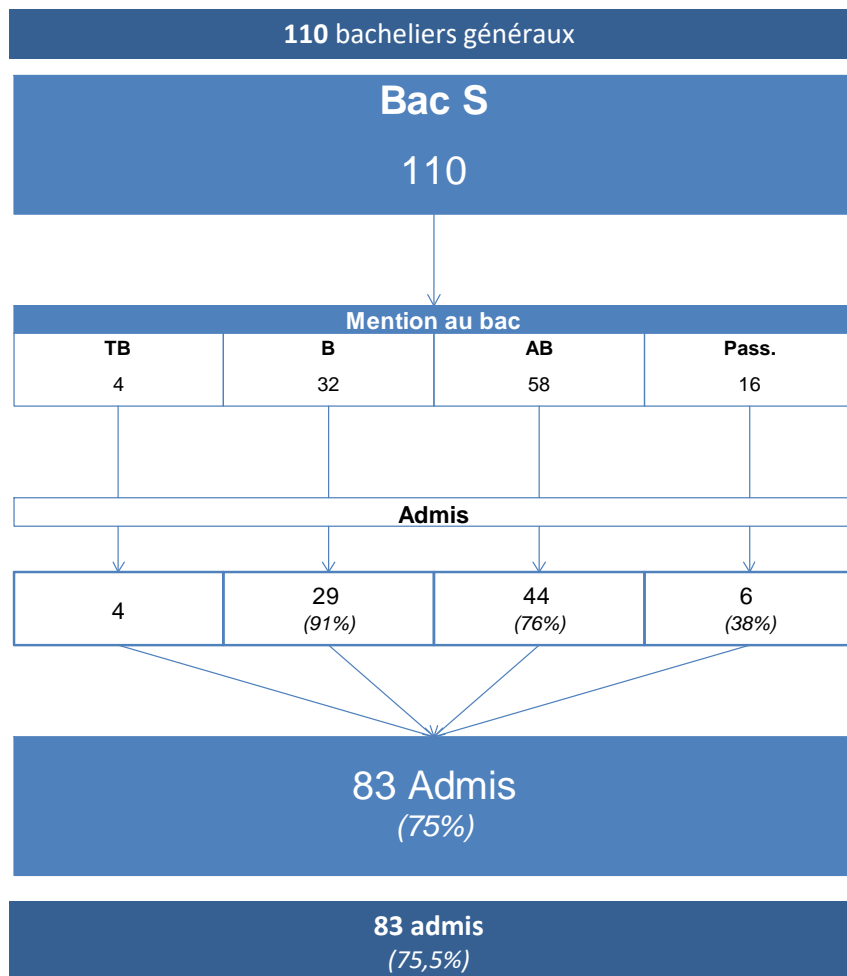 110 bacheliers généraux
Bac S
110
Mention au bac
TB B AB Pass.
4 32 58 16
Admis
4 29 44 6
(91%) (76%) (38%)
83 Admis
(75%)
83 admis
(75,5%)